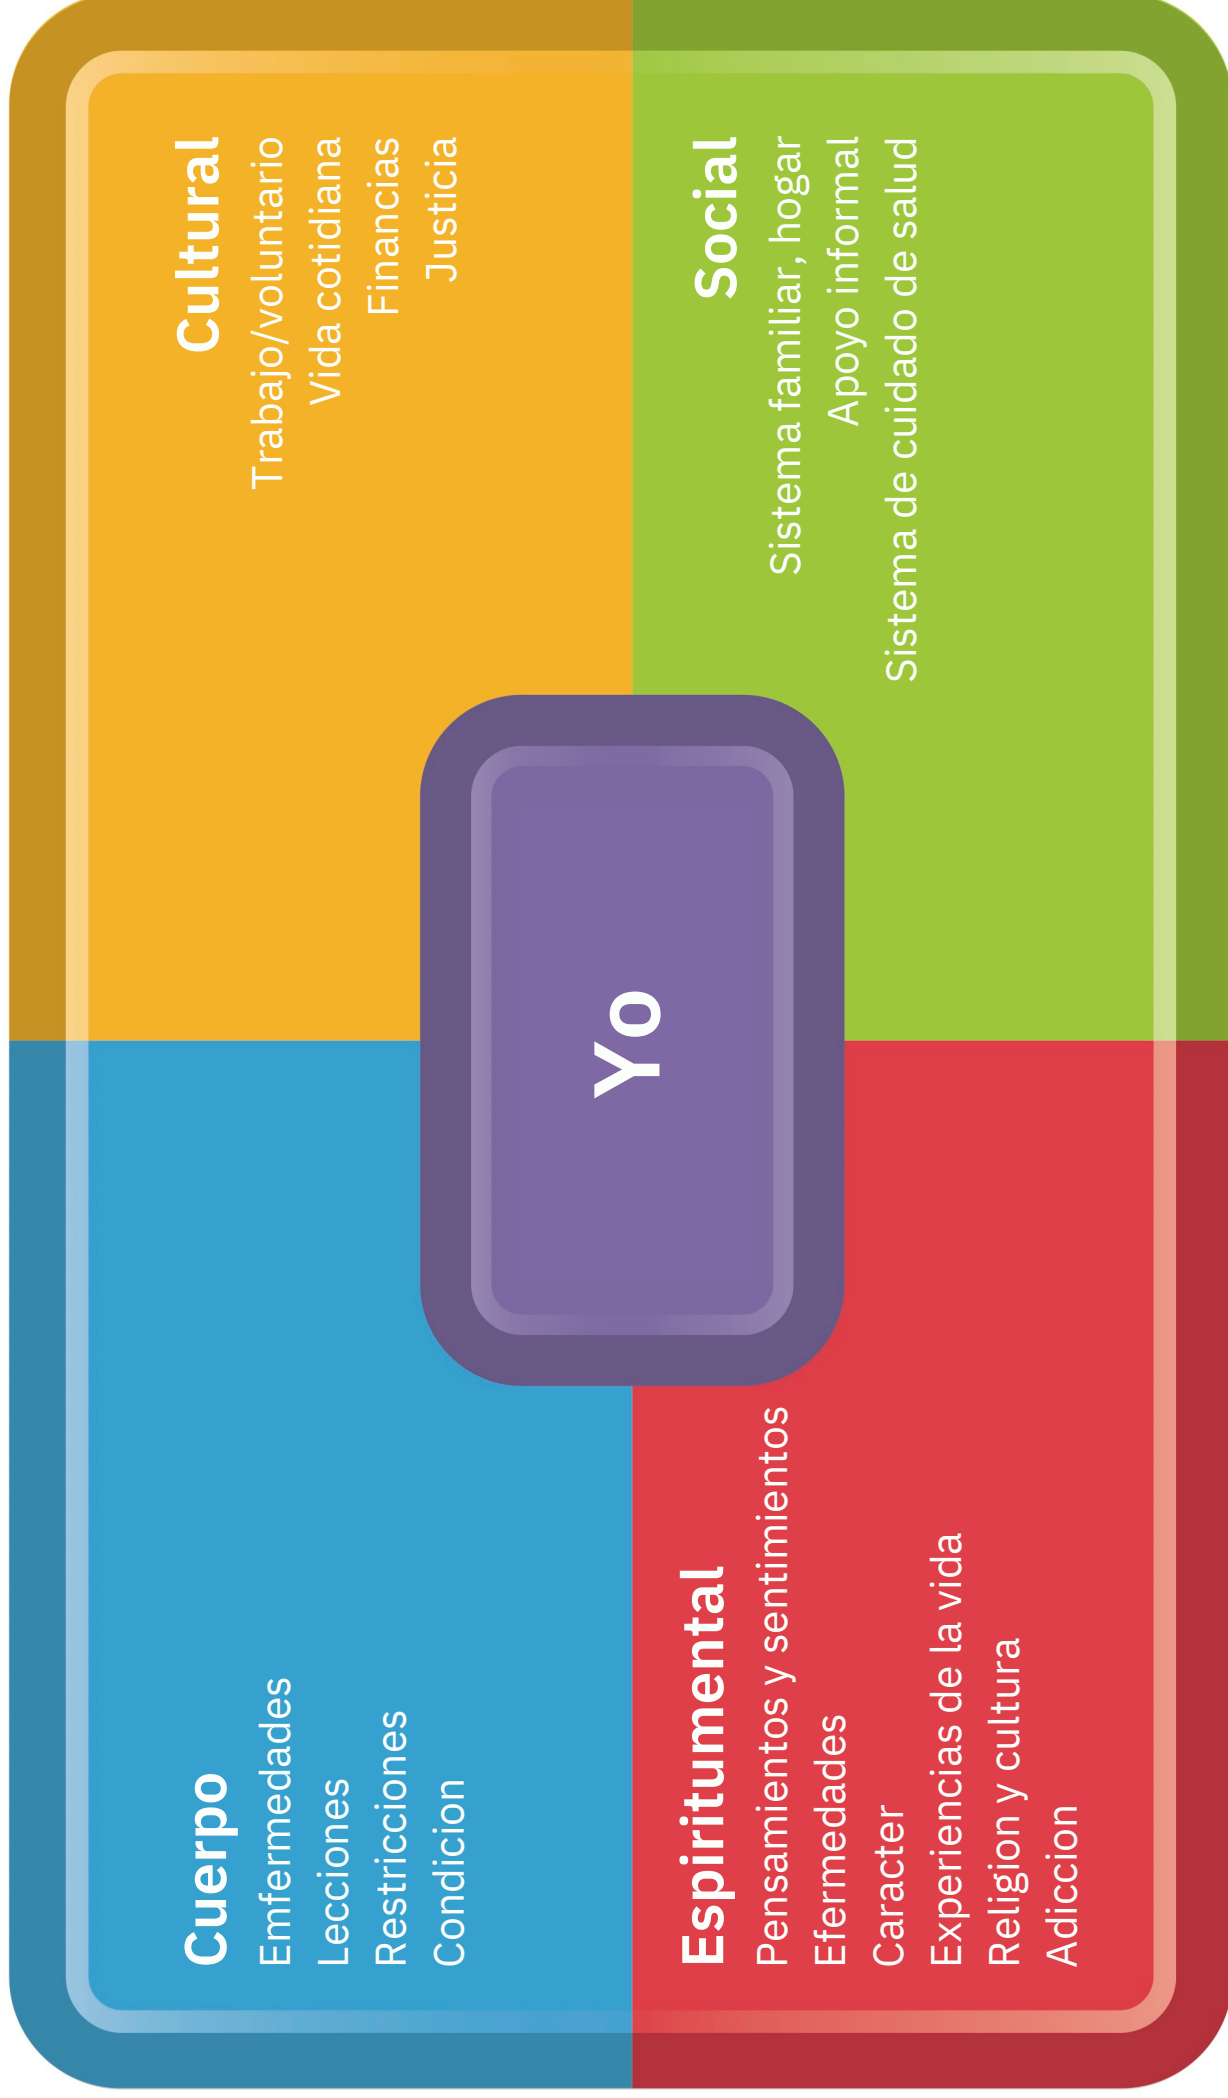 Cuerpo
Emfermedades
Lecciones
Restricciones
Condicion
Cultural
Trabajo/voluntario
Vida cotidiana
Financias
Justicia
Yo
Espiritumental
Pensamientos y sentimientos
Efermedades
Caracter
Experiencias de la vida
Religion y cultura
Adiccion
Social
Sistema familiar, hogar
Apoyo informal
Sistema de cuidado de salud